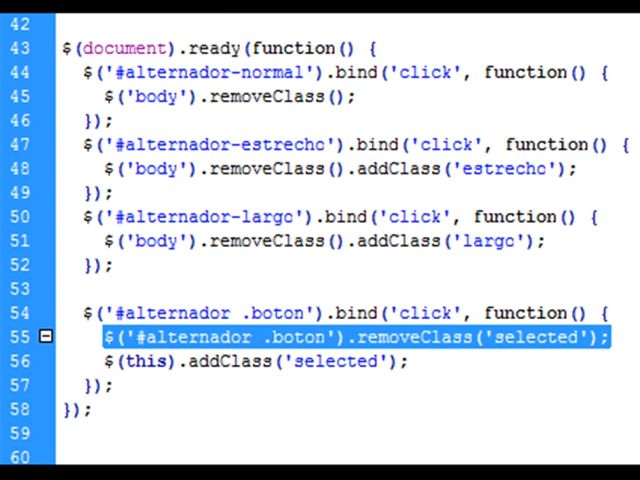 42
43 $(document).ready(function() {
44 $('#alternador-normal').bind('click', function() {
45 $('body').removeClass();
46 });
47 $('#alternador-estrecho').bind('click', function() {
48 $('body').removeClass().addClass('estrecho');
49 });
50 $('#alternador-largo').bind('click', function() {
51 $('body').removeClass().addClass('largo');
52 });
53
54 $('#alternador .boton').bind('click', function() {
55 $('#alternador .boton').removeClass('selected');
56 $(this).addClass('selected');
57 });
58 });
59
60